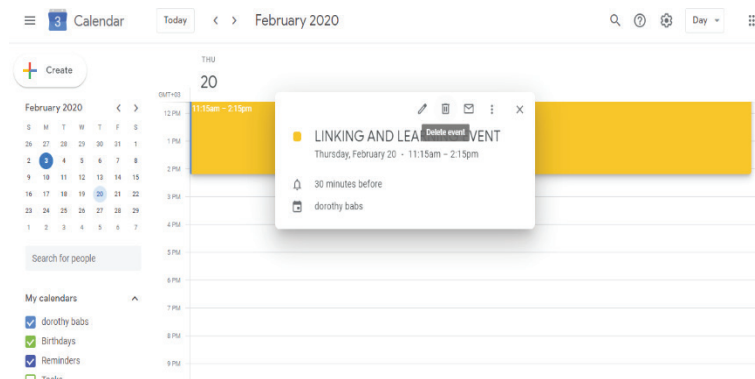 3 Calendar Today < > February 2020 Day
Create
THU
20
GMT+03
February 2020 < >
S M T W T F S
26 27 28 29 30 31 1
2 3 4 5 6 7 8
9 10 11 12 13 14 15
16 17 18 19 20 21 22
23 24 25 26 27 28 29
1 2 3 4 5 6 7
Search for people
My calendars
dorothy babs
Birthdays
Reminders
Tasks
12 PM
1 PM
2 PM
3 PM
4 PM
5 PM
6 PM
7 PM
8 PM
9 PM
11:15am – 2:15pm
Delete event
LINKING AND LEA VENT
Thursday, February 20 · 11:15am – 2:15pm
30 minutes before
dorothy babs